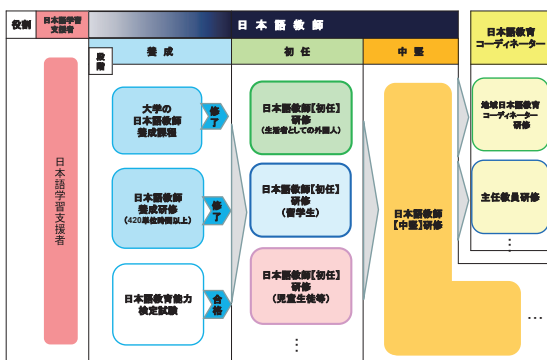 役割
日本語学習
支援者
日本語教師
日本語教育
コーディネーター
段階
養成
初任
中堅
日本語学習支援者
大学の
日本語教師
養成課程
修了
日本語教師【初任】
研修
(生活者としての外国人)
日本語教師
養成研修
(420単位時間以上)
修了
日本語教師【初任】
研修
(留学生)
日本語教育能力
検定試験
合格
日本語教師【初任】
研修
(児童生徒等)
⋮
日本語教師
【中堅】研修
地域日本語教育
コーディネーター
研修
主任教員研修
⋮
…